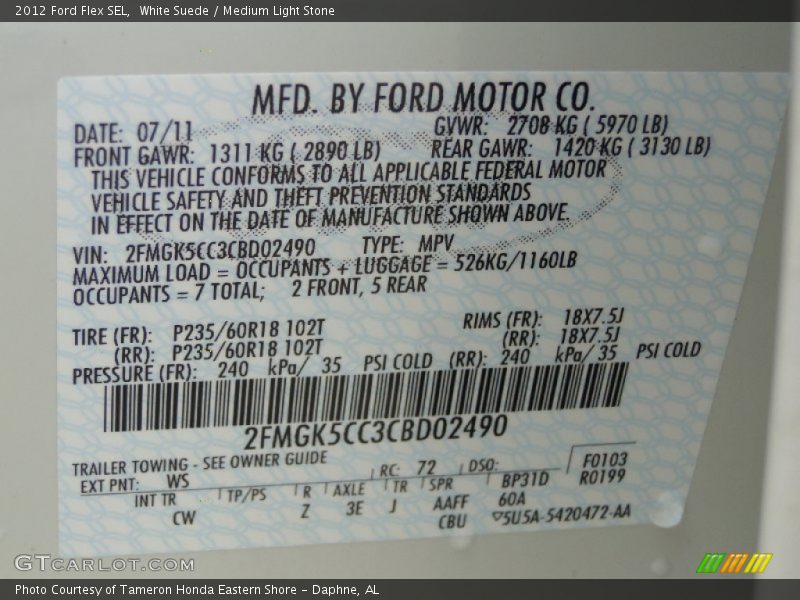 2012 Ford Flex SEL,  White Suede / Medium Light Stone
MFD. BY FORD MOTOR CO.
DATE: 07/11 GVWR: 2708 KG ( 5970 LB)
FRONT GAWR: 1311 KG ( 2890 LB) REAR GAWR: 1420 KG ( 3130 LB)
THIS VEHICLE CONFORMS TO ALL APPLICABLE FEDERAL MOTOR
VEHICLE SAFETY AND THEFT PREVENTION STANDARDS
IN EFFECT ON THE DATE OF MANUFACTURE SHOWN ABOVE.
VIN: 2FMGK5CC3CBD02490 TYPE: MPV
MAXIMUM LOAD = OCCUPANTS + LUGGAGE = 526KG/1160LB
OCCUPANTS = 7 TOTAL; 2 FRONT, 5 REAR
TIRE (FR): P235/60R18 102T RIMS (FR): 18X7.5J
(RR): P235/60R18 102T (RR): 18X7.5J
PRESSURE (FR): 240 kPa/ 35 PSI COLD (RR): 240 kPa/ 35 PSI COLD
2FMGK5CC3CBD02490
TRAILER TOWING - SEE OWNER GUIDE
EXT PNT: WS RC: 72 DSO: F0103
INT TR TP/PS R AXLE TR SPR BP31D R0199
CW Z 3E J AAFF 60A
CBU 5U5A-5420472-AA
GTCARLOT.COM
Photo Courtesy of Tameron Honda Eastern Shore – Daphne, AL